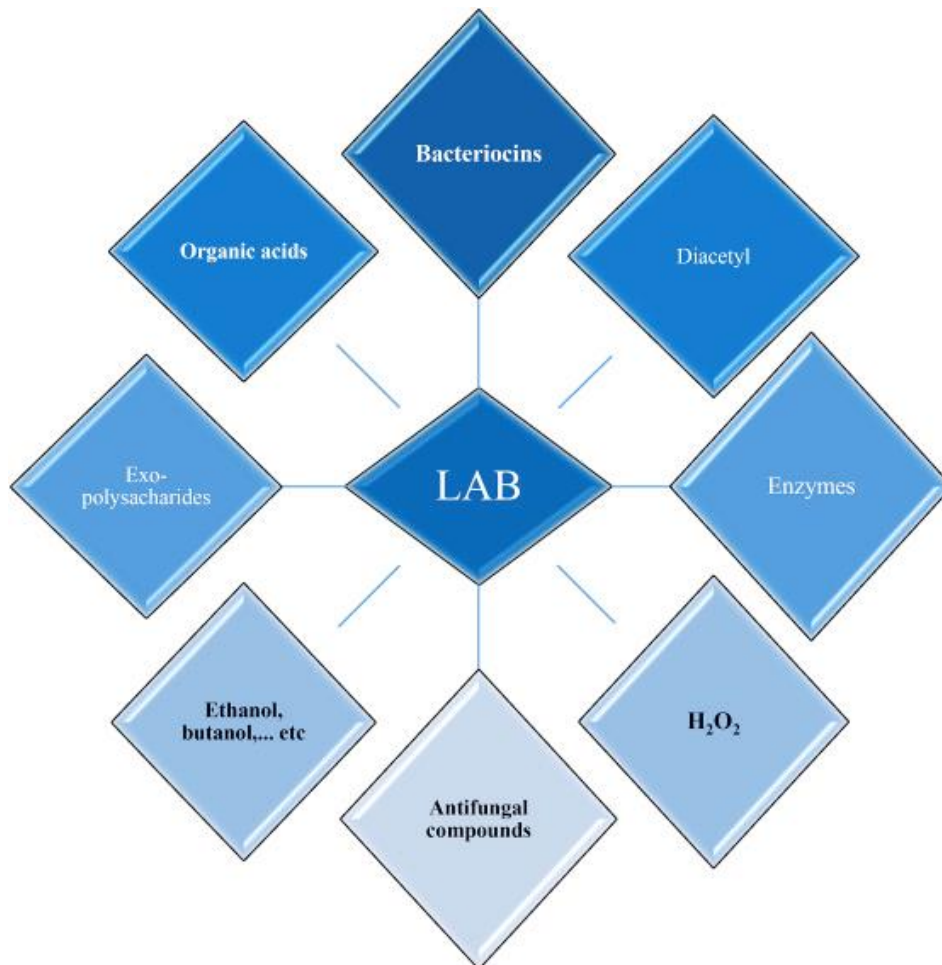 Bacteriocins
Organic acids
Diacetyl
Exo-
polysacharides
LAB
Enzymes
Ethanol,
butanol,... etc
H₂O₂
Antifungal
compounds